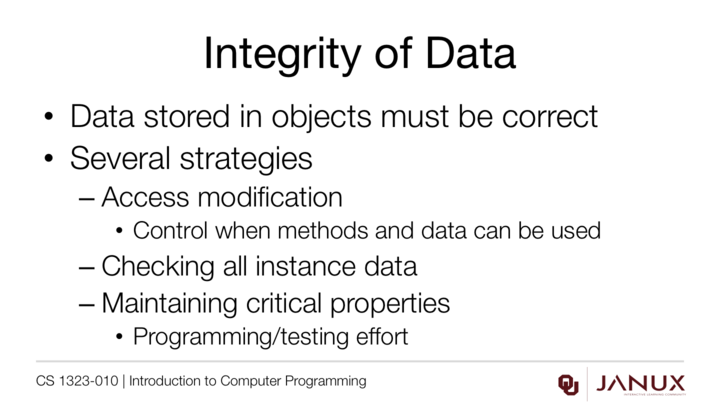 Integrity of Data
• Data stored in objects must be correct
• Several strategies
– Access modification
• Control when methods and data can be used
– Checking all instance data
– Maintaining critical properties
• Programming/testing effort
CS 1323-010 | Introduction to Computer Programming
OU JANUX
INTERACTIVE LEARNING COMMUNITY